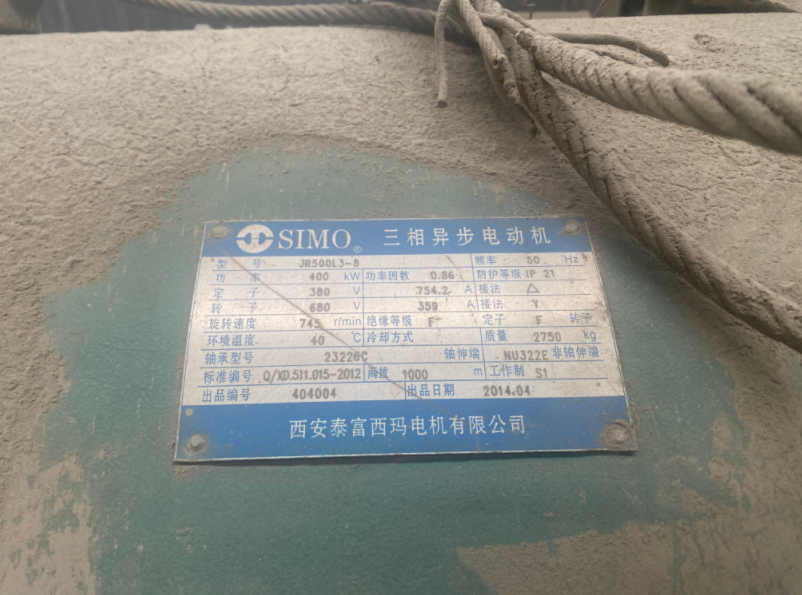 SIMO® 三相异步电动机
型号 JR500L3-8 频率 50 Hz
功率 400 kW 功率因数 0.86 防护等级 IP 21
定子 380 V 754.2 A 接法 △
转子 680 V 359 A 接法 Y
旋转速度 745 r/min 绝缘等级 F 定子 F 转子
环境温度 40 ℃ 冷却方式 质量 2750 kg
轴承型号 23226C 轴伸端 NU322E 非轴伸端
标准编号 Q/XD.511.015-2012 海拔 1000 m 工作制 S1
出品编号 404004 出品日期 2014.04
西安泰富西玛电机有限公司